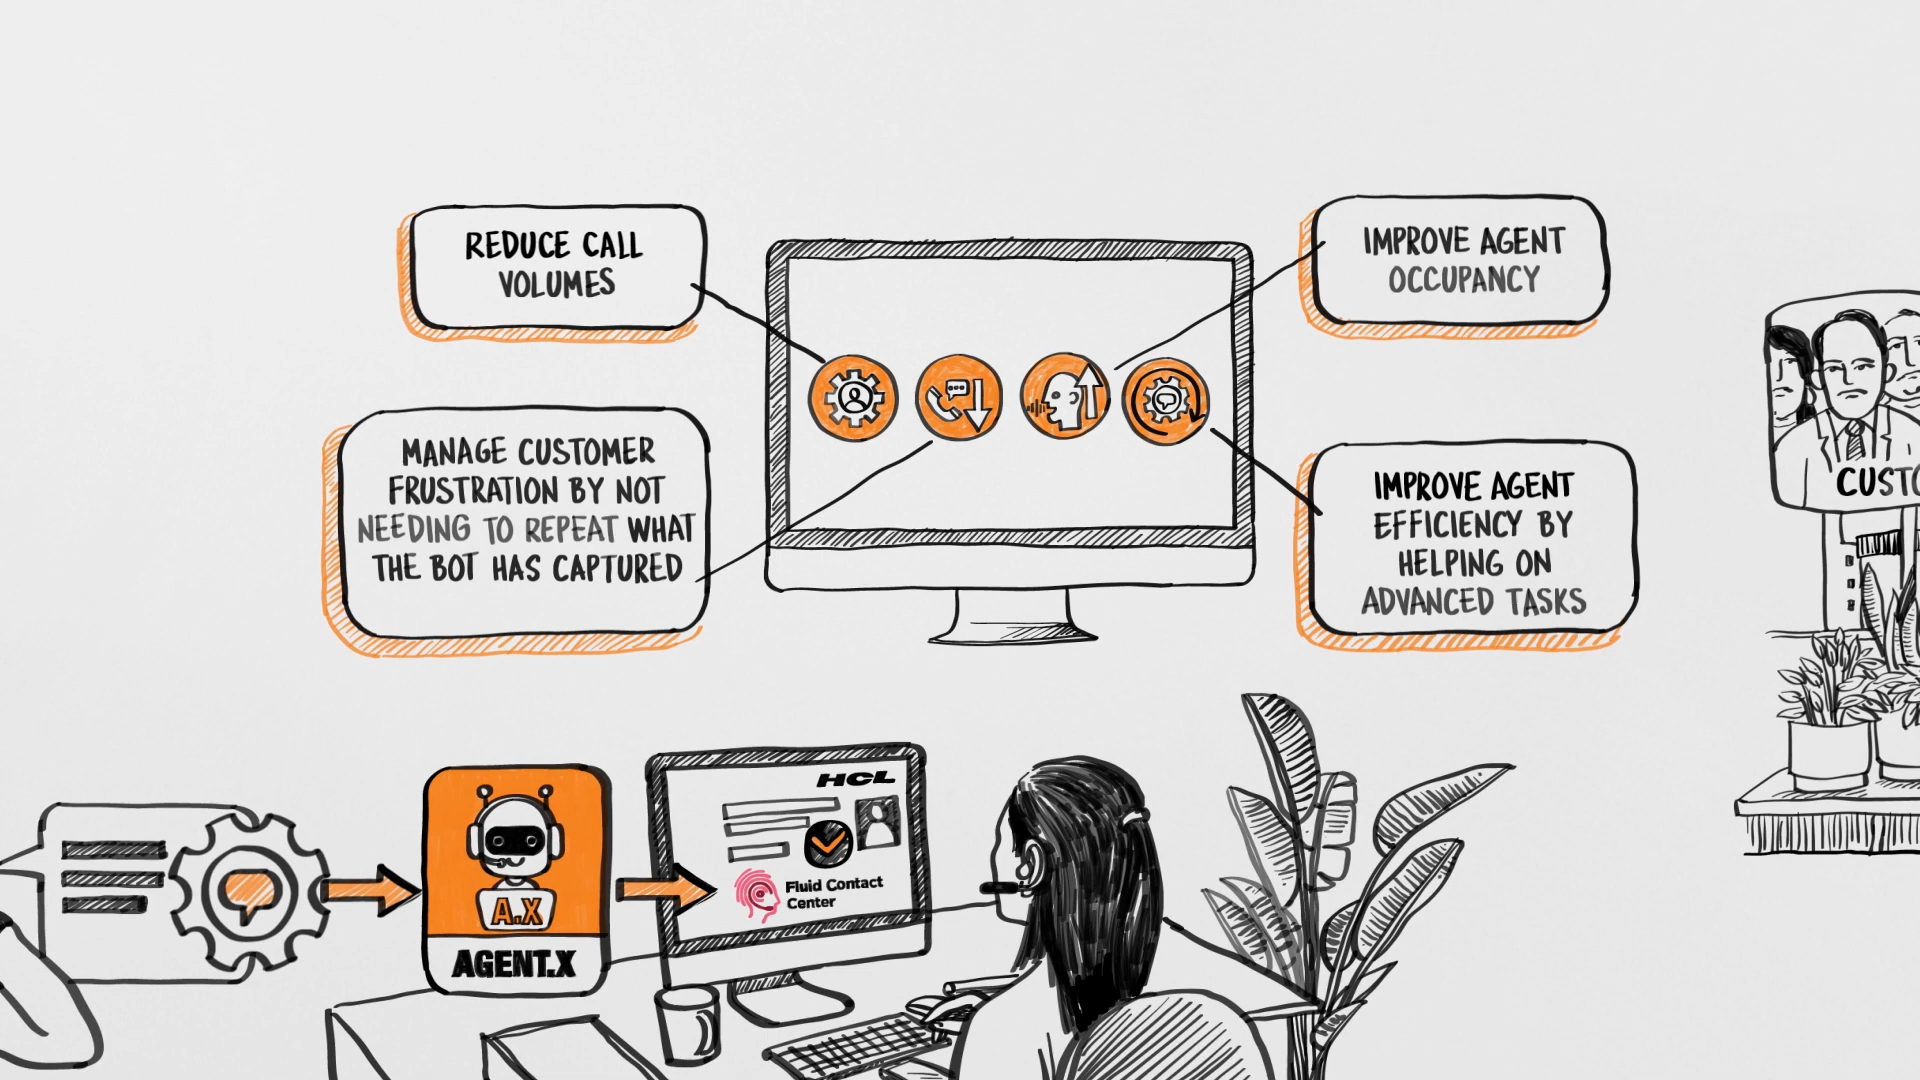 REDUCE CALL
VOLUMES
IMPROVE AGENT
OCCUPANCY
MANAGE CUSTOMER
FRUSTRATION BY NOT
NEEDING TO REPEAT WHAT
THE BOT HAS CAPTURED
IMPROVE AGENT
EFFICIENCY BY
HELPING ON
ADVANCED TASKS
CUSTO
HCL
Fluid Contact
Center
A.X
AGENT.X